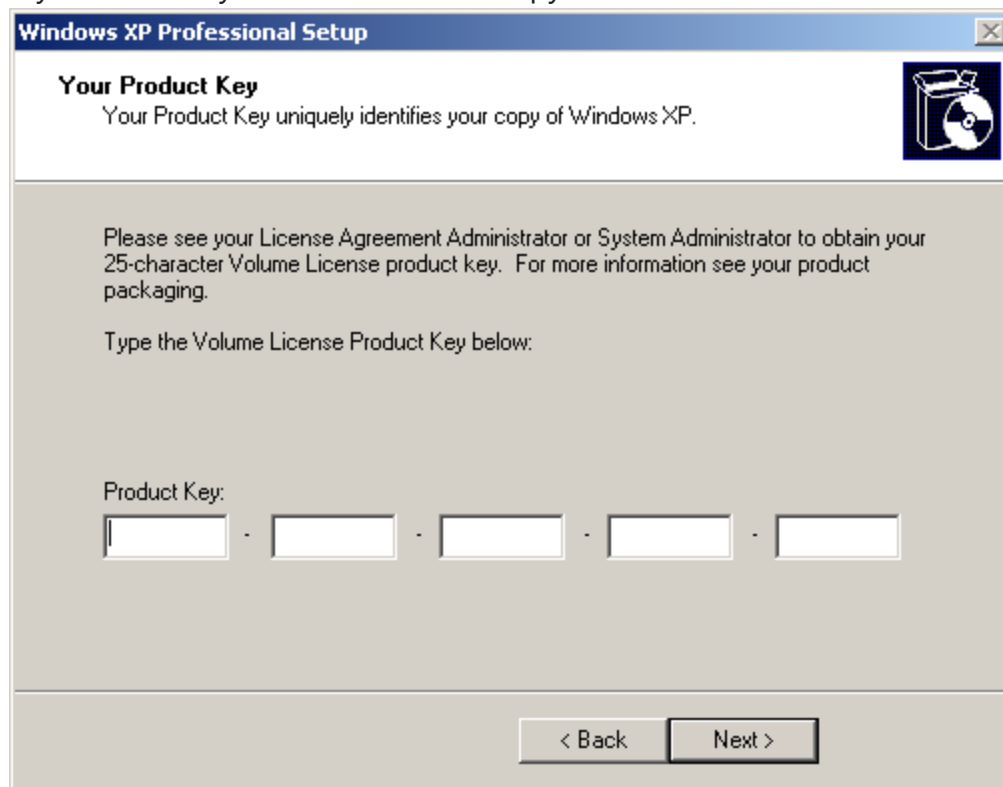 Windows XP Professional Setup
Your Product Key
Your Product Key uniquely identifies your copy of Windows XP.
Please see your License Agreement Administrator or System Administrator to obtain your
25-character Volume License product key.  For more information see your product
packaging.
Type the Volume License Product Key below:
Product Key:
- - - -
< Back Next >